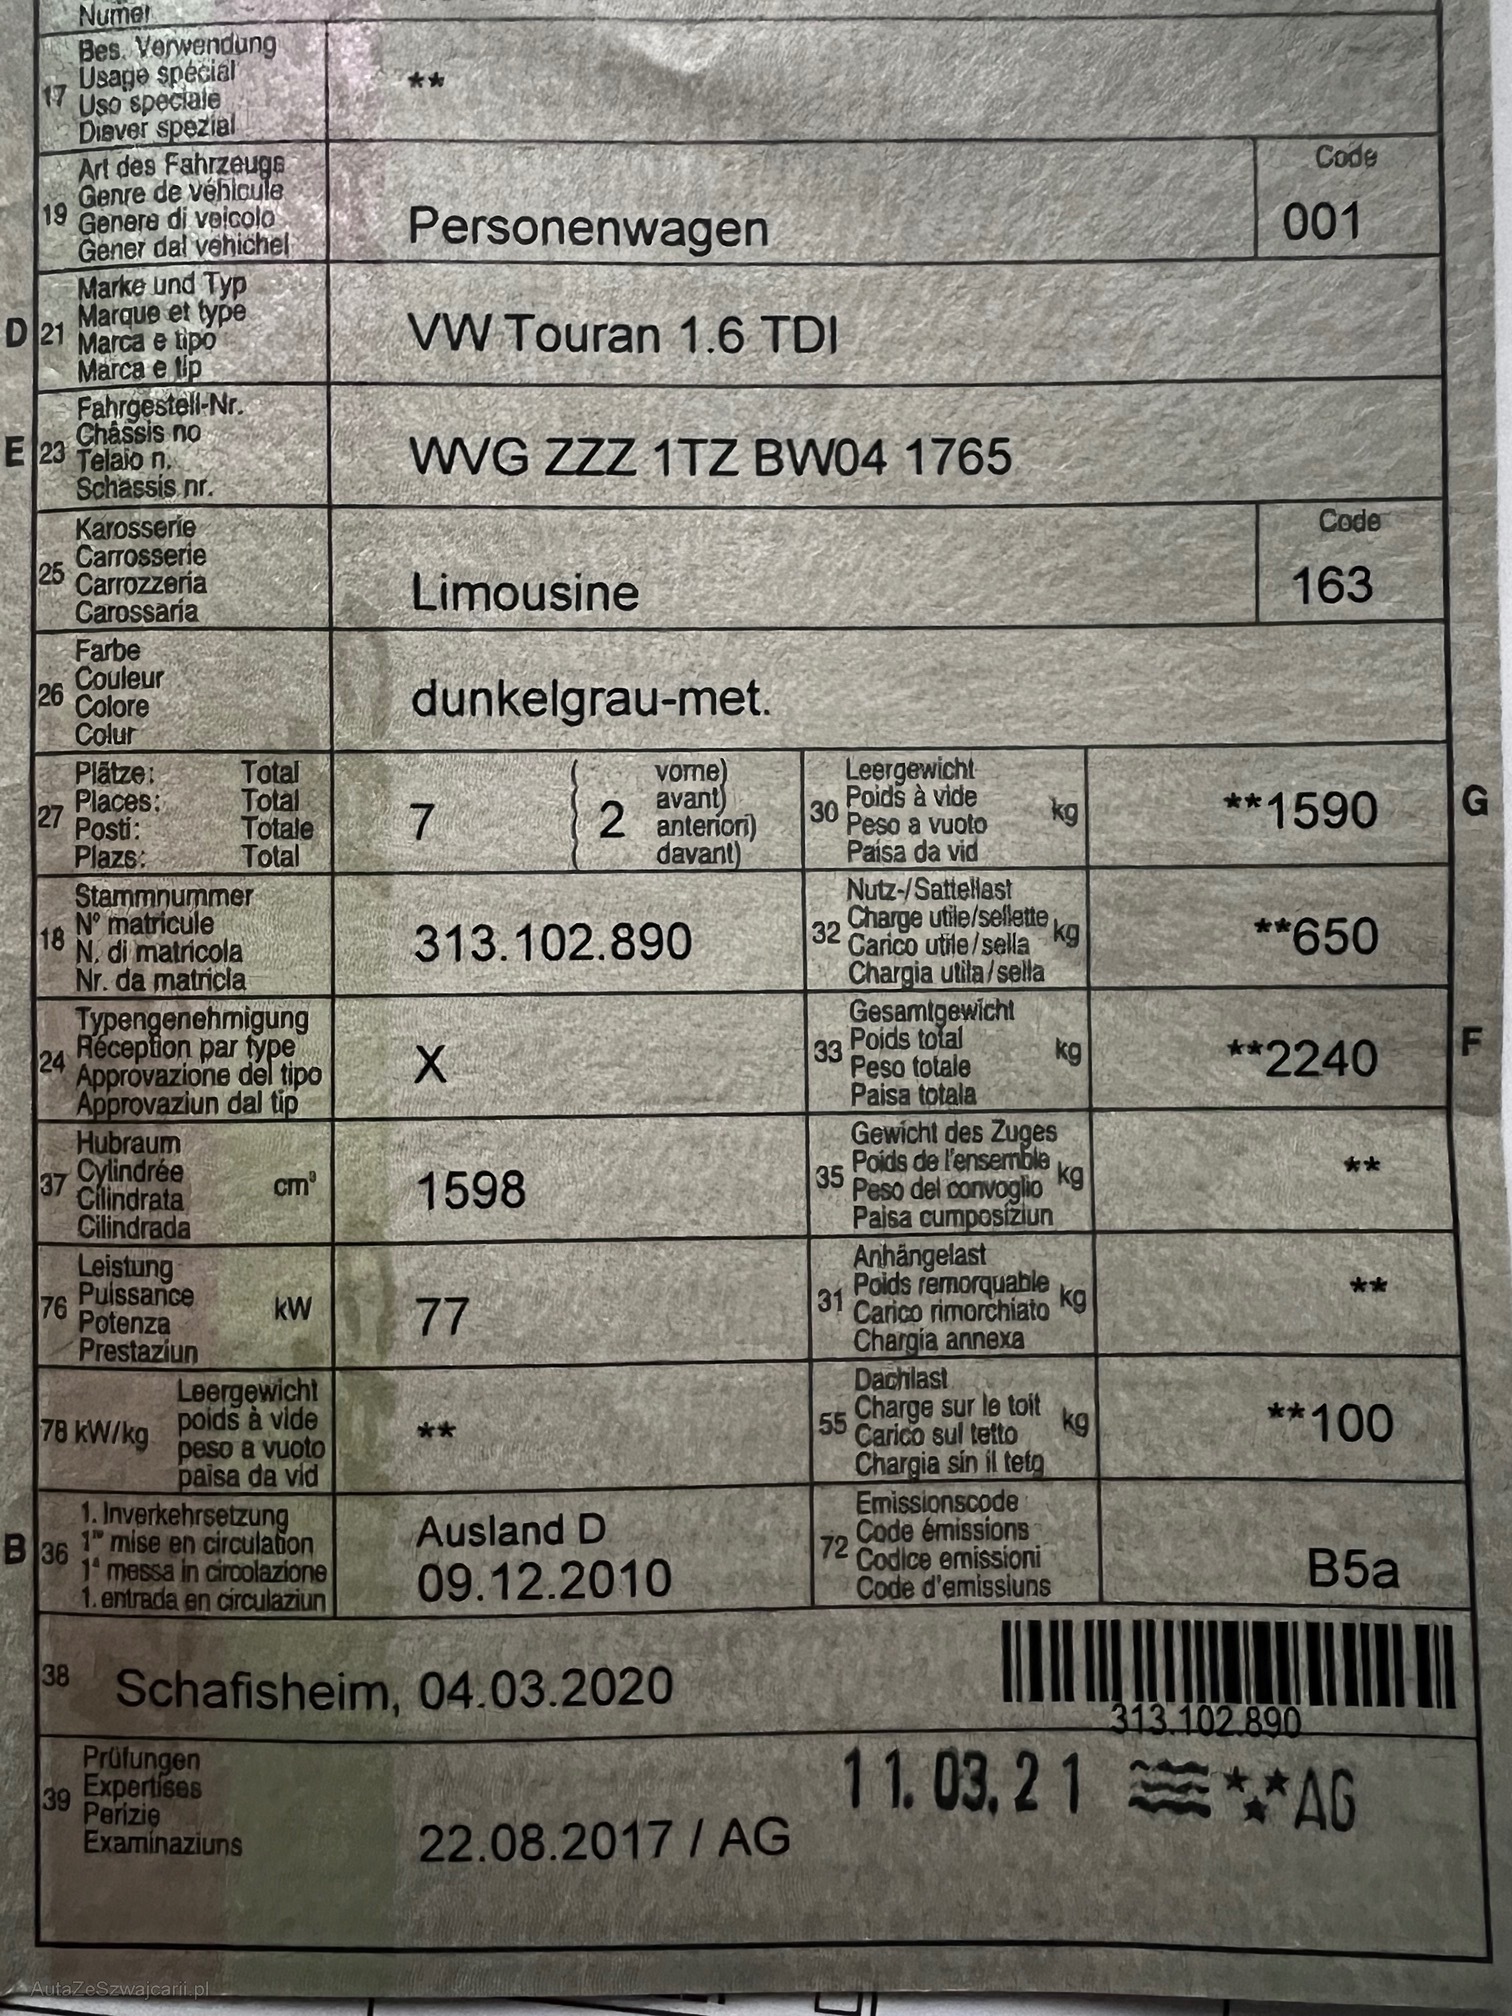 Numer
17 Bes. Verwendung
Usage spécial
Uso speciale
Diever spezial
**
19 Art des Fahrzeugs
Genre de véhicule
Genere di veicolo
Gener dal vehichel
Personenwagen
Code
001
D 21 Marke und Typ
Marque et type
Marca e tipo
Marca e tip
VW Touran 1.6 TDI
E 23 Fahrgestell-Nr.
Châssis no
Telaio n.
Schassis nr.
WVG ZZZ 1TZ BW04 1765
25 Karosserie
Carrosserie
Carrozzeria
Carossaria
Limousine
Code
163
26 Farbe
Couleur
Colore
Colur
dunkelgrau-met.
27 Plätze: Total
Places: Total
Posti: Totale
Plazs: Total
7
( 2 vorne)
avant)
anteriori)
davant)
30 Leergewicht
Poids à vide
Peso a vuoto
Paisa da vid
kg
**1590
G
18 Stammnummer
N° matricule
N. di matricola
Nr. da matricla
313.102.890
32 Nutz-/Sattellast
Charge utile/sellette
Carico utile/sella
Chargia utila/sella
kg
**650
24 Typengenehmigung
Réception par type
Approvazione del tipo
Approvaziun dal tip
X
33 Gesamtgewicht
Poids total
Peso totale
Paisa totala
kg
**2240
F
37 Hubraum
Cylindrée
Cilindrata
Cilindrada
cm³
1598
35 Gewicht des Zuges
Poids de l'ensemble
Peso del convoglio
Paisa cumposiziun
kg
**
76 Leistung
Puissance
Potenza
Prestaziun
kW
77
31 Anhängelast
Poids remorquable
Carico rimorchiato
Chargia annexa
kg
**
78 kW/kg
Leergewicht
poids à vide
peso a vuoto
paisa da vid
**
55 Dachlast
Charge sur le toit
Carico sul tetto
Chargia sin il tetg
kg
**100
B 36 1. Inverkehrsetzung
1re mise en circulation
1a messa in circolazione
1. entrada en circulaziun
Ausland D
09.12.2010
72 Emissionscode
Code émissions
Codice emissioni
Code d'emissiuns
B5a
38 Schafisheim, 04.03.2020
313.102.890
39 Prüfungen
Expertises
Perizie
Examinaziuns
22.08.2017 / AG
11.03.21 AG
AutaZeSzwajcarii.pl